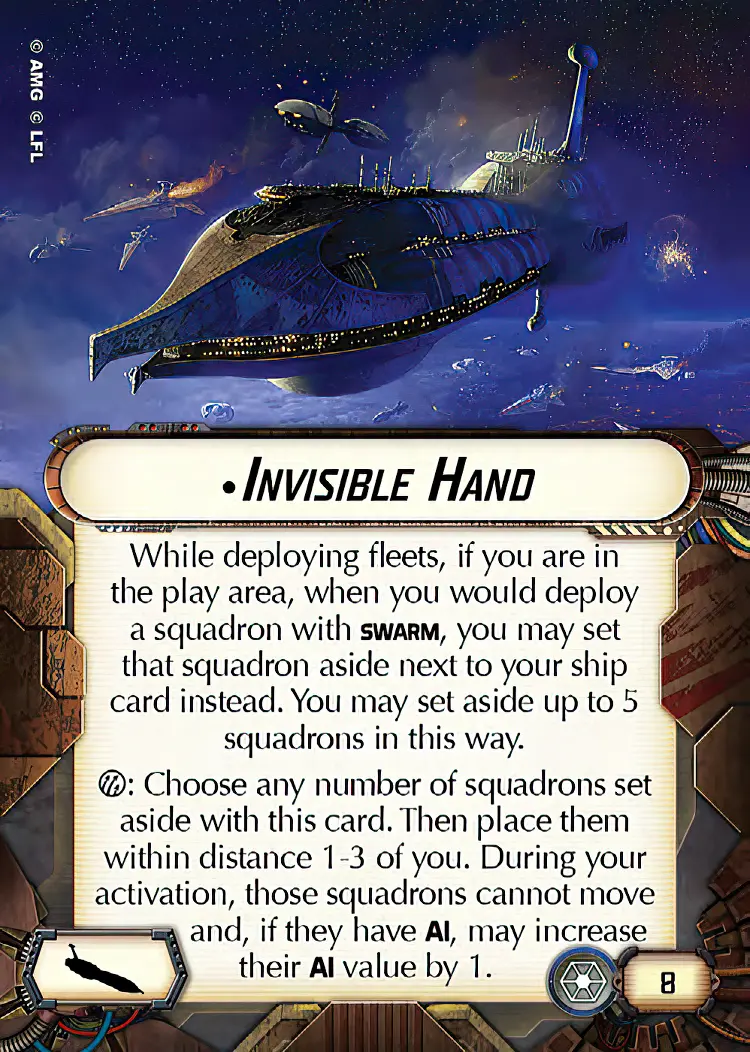 © AMG © LFL
•Invisible Hand
While deploying fleets, if you are in
the play area, when you would deploy
a squadron with SWARM, you may set
that squadron aside next to your ship
card instead. You may set aside up to 5
squadrons in this way.
: Choose any number of squadrons set
aside with this card. Then place them
within distance 1-3 of you. During your
activation, those squadrons cannot move
and, if they have AI, may increase
their AI value by 1.
8